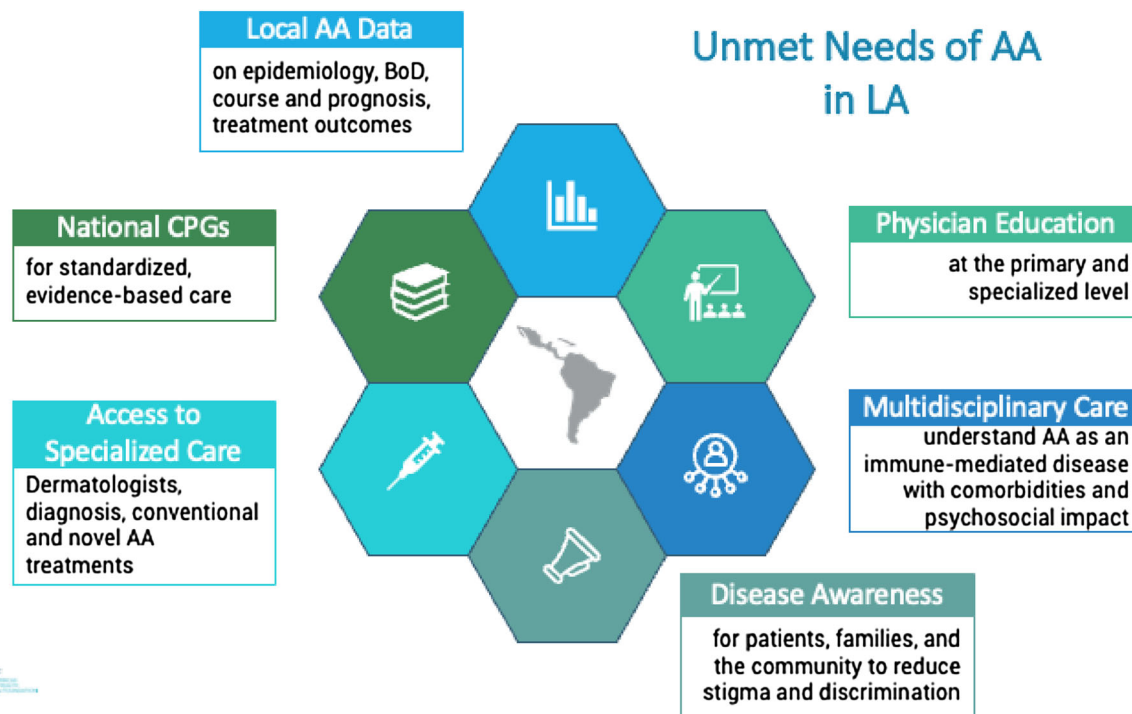 Unmet Needs of AA
in LA
Local AA Data
on epidemiology, BoD,
course and prognosis,
treatment outcomes
National CPGs
for standardized,
evidence-based care
Physician Education
at the primary and
specialized level
Access to
Specialized Care
Dermatologists,
diagnosis, conventional
and novel AA
treatments
Multidisciplinary Care
understand AA as an
immune-mediated disease
with comorbidities and
psychosocial impact
Disease Awareness
for patients, families, and
the community to reduce
stigma and discrimination